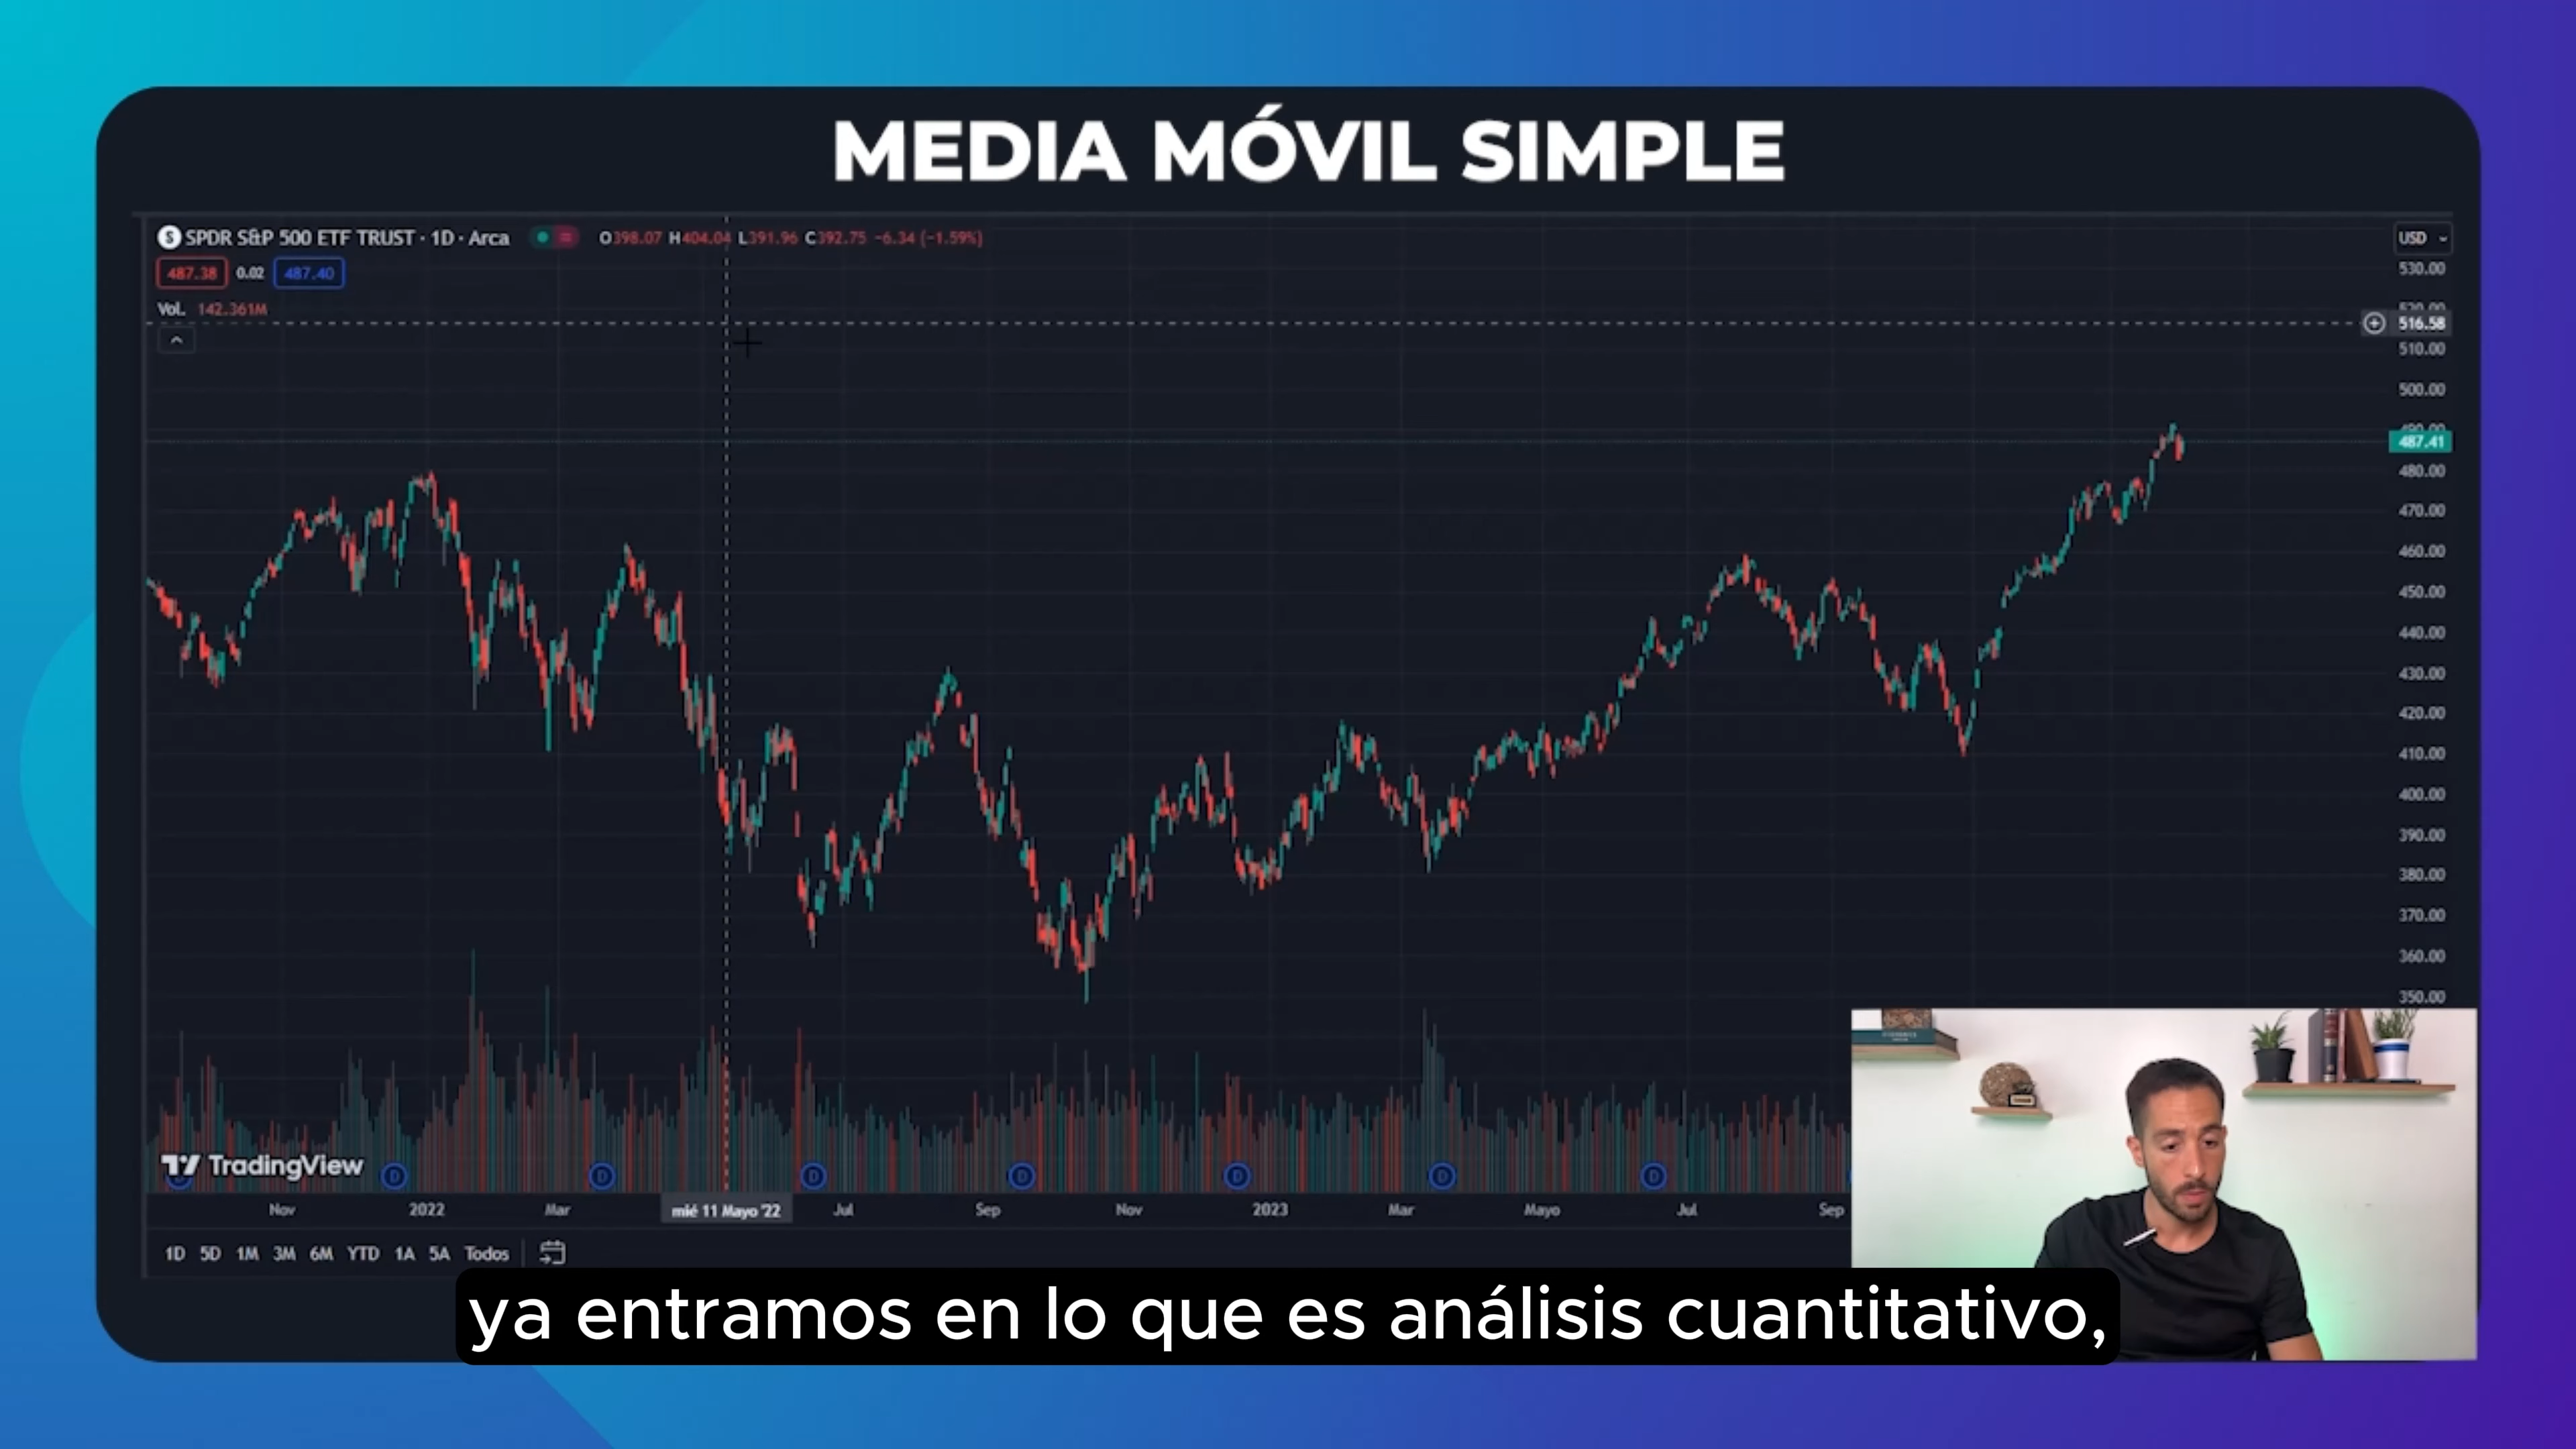 MEDIA MÓVIL SIMPLE
SPDR S&P 500 ETF TRUST · 1D · Arca
O398.07 H404.04 L391.96 C392.75 −6.34 (−1.59%)
USD
487.38 0.02 487.40
Vol. 142.361M
530.00
520.00
516.58
510.00
500.00
490.00
487.41
480.00
470.00
460.00
450.00
440.00
430.00
420.00
410.00
400.00
390.00
380.00
370.00
360.00
350.00
TradingView
D D D D D D D
Nov 2022 Mar mié 11 Mayo '22 Jul Sep Nov 2023 Mar Mayo Jul Sep
1D 5D 1M 3M 6M YTD 1A 5A Todos
ya entramos en lo que es análisis cuantitativo,